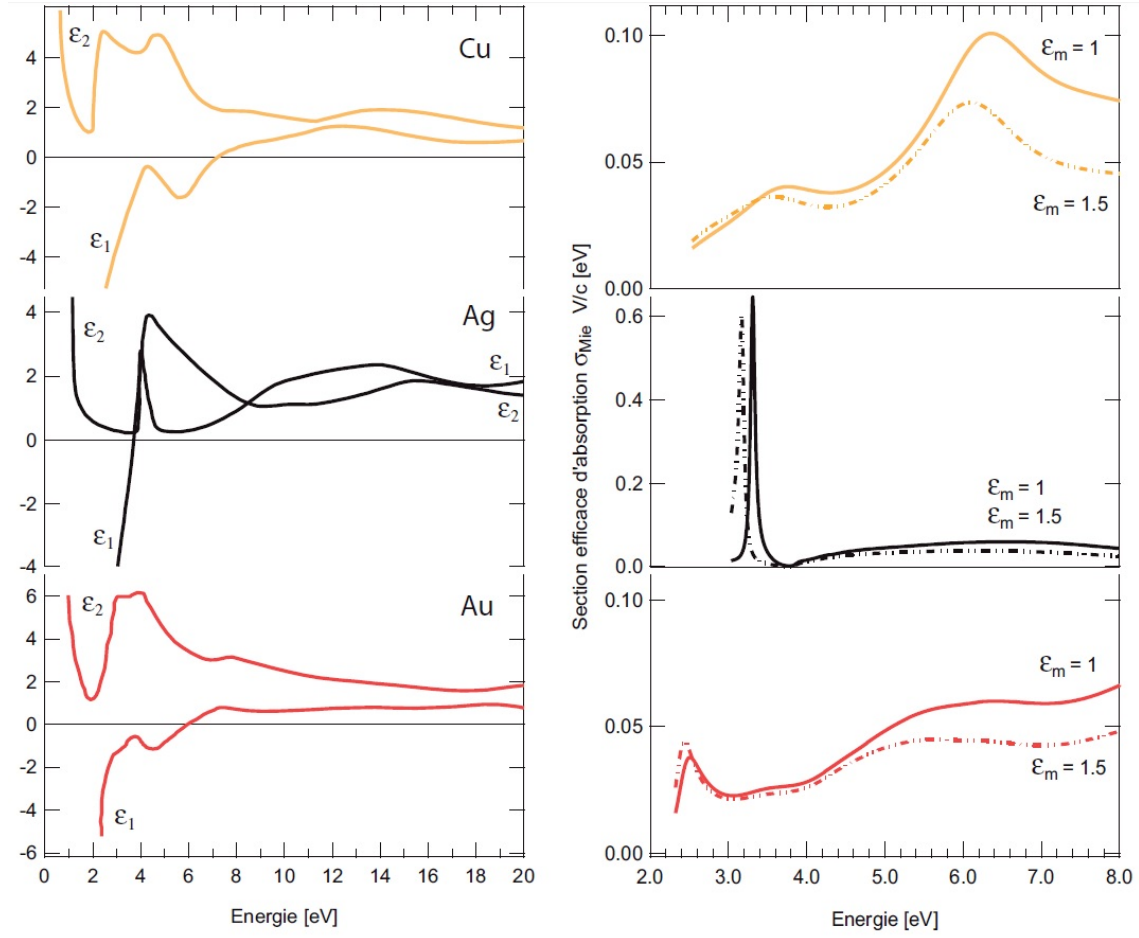 ε2
Cu
4
2
0
-2
-4
ε1
Ag
4
ε2
2
0
-2
-4
ε1
ε1
ε2
Au
6
ε2
4
2
0
-2
-4
-6
ε1
0 2 4 6 8 10 12 14 16 18 20
Energie [eV]
Section efficace d'absorption σMie V/c [eV]
0.10
0.05
0.00
εm = 1
εm = 1.5
0.6
0.4
0.2
0.0
εm = 1
εm = 1.5
0.10
0.05
0.00
εm = 1
εm = 1.5
2.0 3.0 4.0 5.0 6.0 7.0 8.0
Energie [eV]